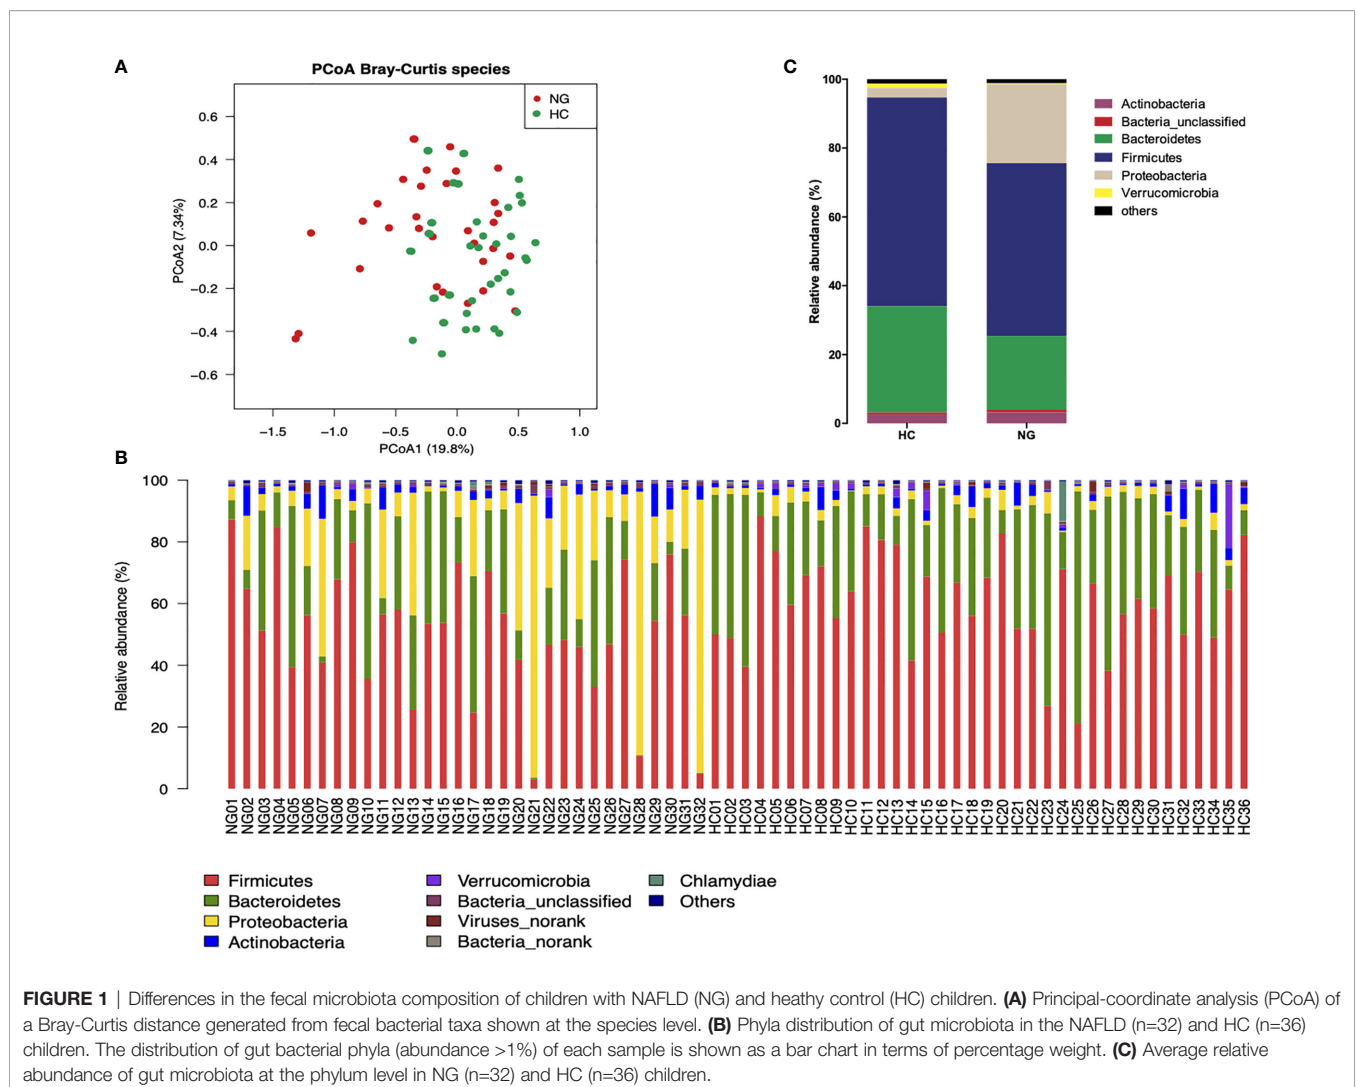 A
PCoA Bray-Curtis species
NG
HC
PCoA2 (7.34%)
0.6
0.4
0.2
0.0
−0.2
−0.4
−0.6
−1.5 −1.0 −0.5 0.0 0.5 1.0
PCoA1 (19.8%)
C
Relative abundance (%)
100
80
60
40
20
0
HC NG
Actinobacteria
Bacteria_unclassified
Bacteroidetes
Firmicutes
Proteobacteria
Verrucomicrobia
others
B
Relative abundance (%)
100
80
60
40
20
0
NG01 NG02 NG03 NG04 NG05 NG06 NG07 NG08 NG09 NG10 NG11 NG12 NG13 NG14 NG15 NG16 NG17 NG18 NG19 NG20 NG21 NG22 NG23 NG24 NG25 NG26 NG27 NG28 NG29 NG30 NG31 NG32 HC01 HC02 HC03 HC04 HC05 HC06 HC07 HC08 HC09 HC10 HC11 HC12 HC13 HC14 HC15 HC16 HC17 HC18 HC19 HC20 HC21 HC22 HC23 HC24 HC25 HC26 HC27 HC28 HC29 HC30 HC31 HC32 HC33 HC34 HC35 HC36
Firmicutes
Bacteroidetes
Proteobacteria
Actinobacteria
Verrucomicrobia
Bacteria_unclassified
Viruses_norank
Bacteria_norank
Chlamydiae
Others
FIGURE 1 | Differences in the fecal microbiota composition of children with NAFLD (NG) and heathy control (HC) children. (A) Principal-coordinate analysis (PCoA) of
a Bray-Curtis distance generated from fecal bacterial taxa shown at the species level. (B) Phyla distribution of gut microbiota in the NAFLD (n=32) and HC (n=36)
children. The distribution of gut bacterial phyla (abundance >1%) of each sample is shown as a bar chart in terms of percentage weight. (C) Average relative
abundance of gut microbiota at the phylum level in NG (n=32) and HC (n=36) children.